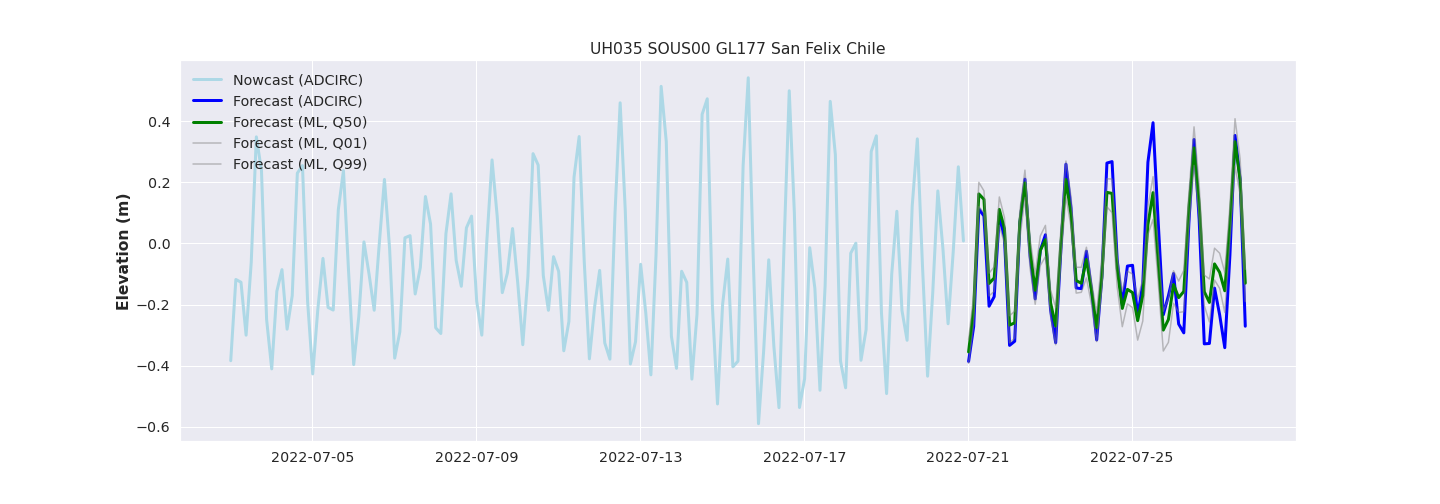 UH035 SOUS00 GL177 San Felix Chile
Nowcast (ADCIRC)
Forecast (ADCIRC)
Forecast (ML, Q50)
Forecast (ML, Q01)
Forecast (ML, Q99)
Elevation (m)
0.4
0.2
0.0
−0.2
−0.4
−0.6
2022-07-05
2022-07-09
2022-07-13
2022-07-17
2022-07-21
2022-07-25